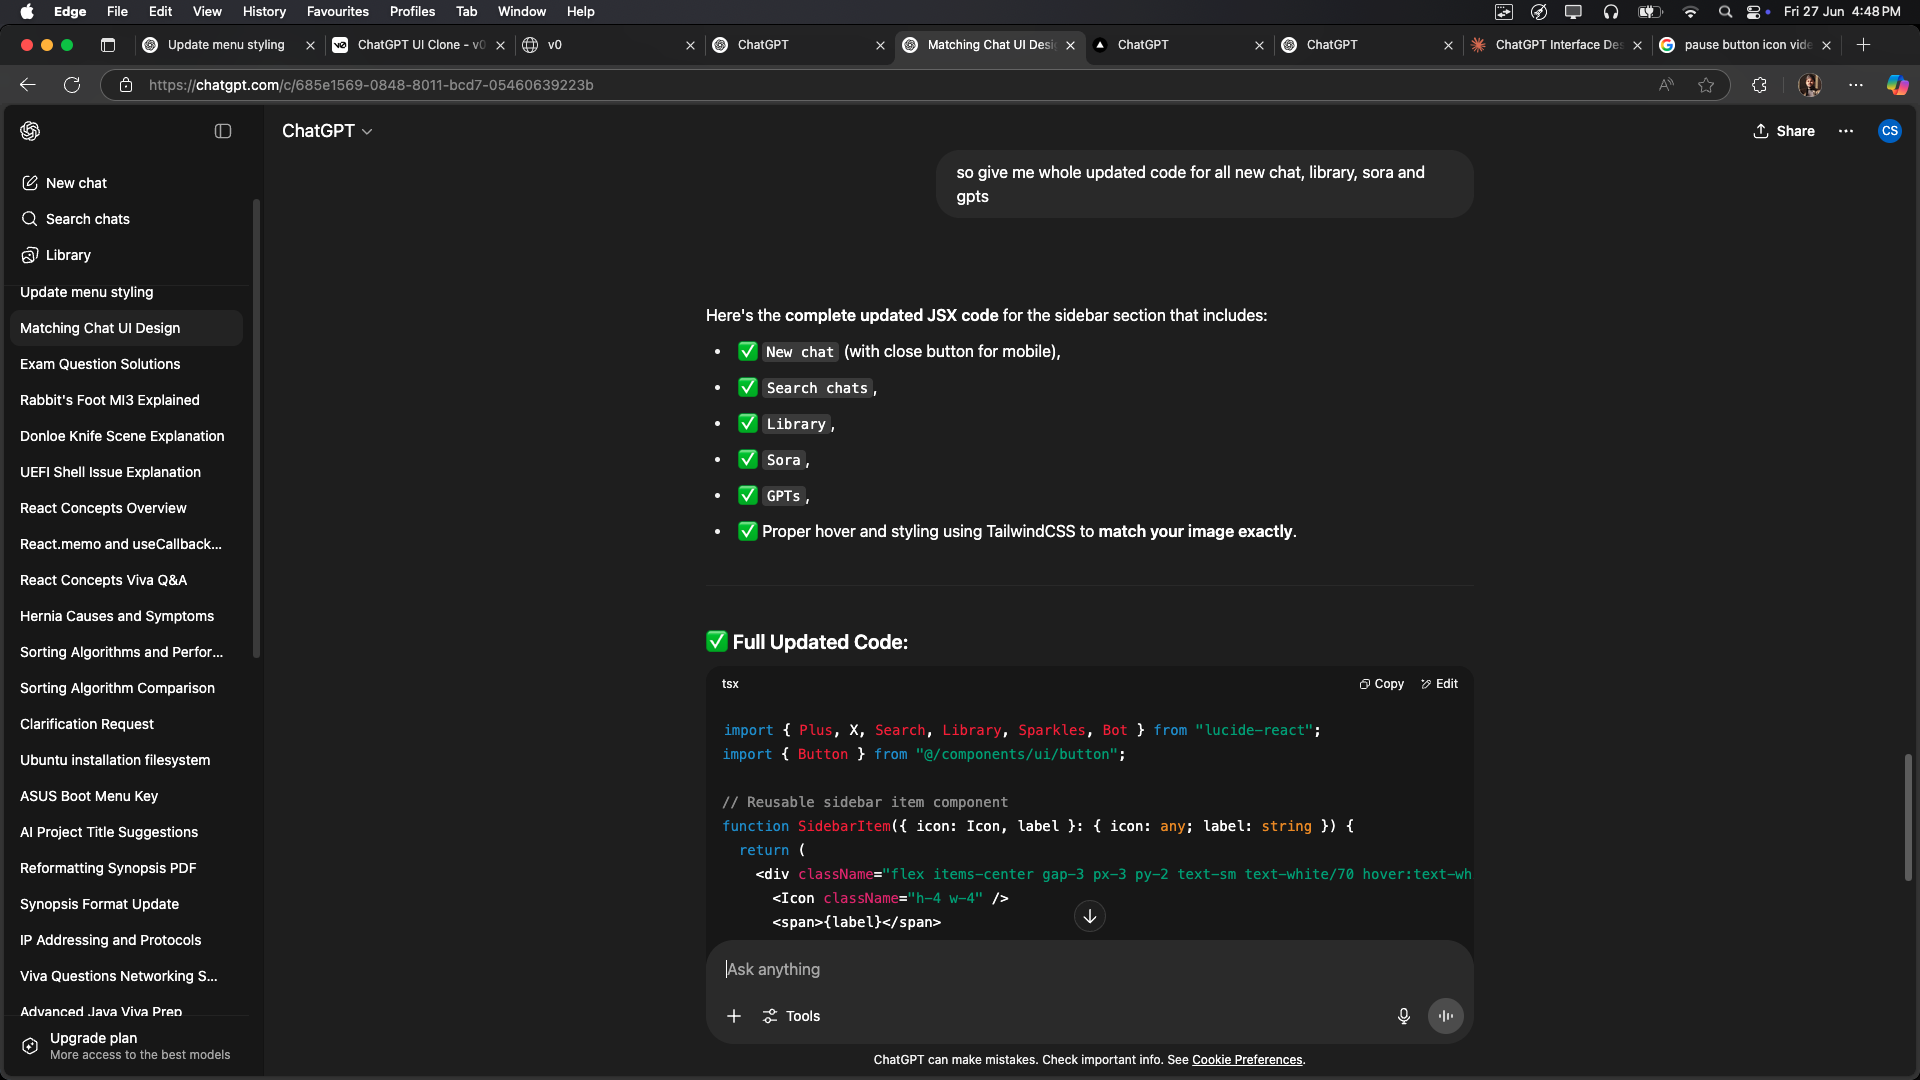 Edge File Edit View History Favourites Profiles Tab Window Help
Fri 27 Jun 4:48 PM
Update menu styling
ChatGPT UI Clone - v0
v0
ChatGPT
Matching Chat UI Desi
ChatGPT
ChatGPT
ChatGPT Interface Des
pause button icon vide
https://chatgpt.com/c/685e1569-0848-8011-bcd7-05460639223b
ChatGPT
Share
CS
New chat
Search chats
Library
Update menu styling
Matching Chat UI Design
Exam Question Solutions
Rabbit's Foot MI3 Explained
Donloe Knife Scene Explanation
UEFI Shell Issue Explanation
React Concepts Overview
React.memo and useCallback...
React Concepts Viva Q&A
Hernia Causes and Symptoms
Sorting Algorithms and Perfor...
Sorting Algorithm Comparison
Clarification Request
Ubuntu installation filesystem
ASUS Boot Menu Key
AI Project Title Suggestions
Reformatting Synopsis PDF
Synopsis Format Update
IP Addressing and Protocols
Viva Questions Networking S...
Advanced Java Viva Prep
Upgrade plan
More access to the best models
so give me whole updated code for all new chat, library, sora and
gpts
Here's the complete updated JSX code for the sidebar section that includes:
• ✅ New chat (with close button for mobile),
• ✅ Search chats,
• ✅ Library,
• ✅ Sora,
• ✅ GPTs,
• ✅ Proper hover and styling using TailwindCSS to match your image exactly.
✅ Full Updated Code:
tsx
Copy Edit
import { Plus, X, Search, Library, Sparkles, Bot } from "lucide-react";
import { Button } from "@/components/ui/button";
// Reusable sidebar item component
function SidebarItem({ icon: Icon, label }: { icon: any; label: string }) {
return (
<div className="flex items-center gap-3 px-3 py-2 text-sm text-white/70 hover:text-wh
<Icon className="h-4 w-4" />
<span>{label}</span>
Ask anything
Tools
ChatGPT can make mistakes. Check important info. See Cookie Preferences.